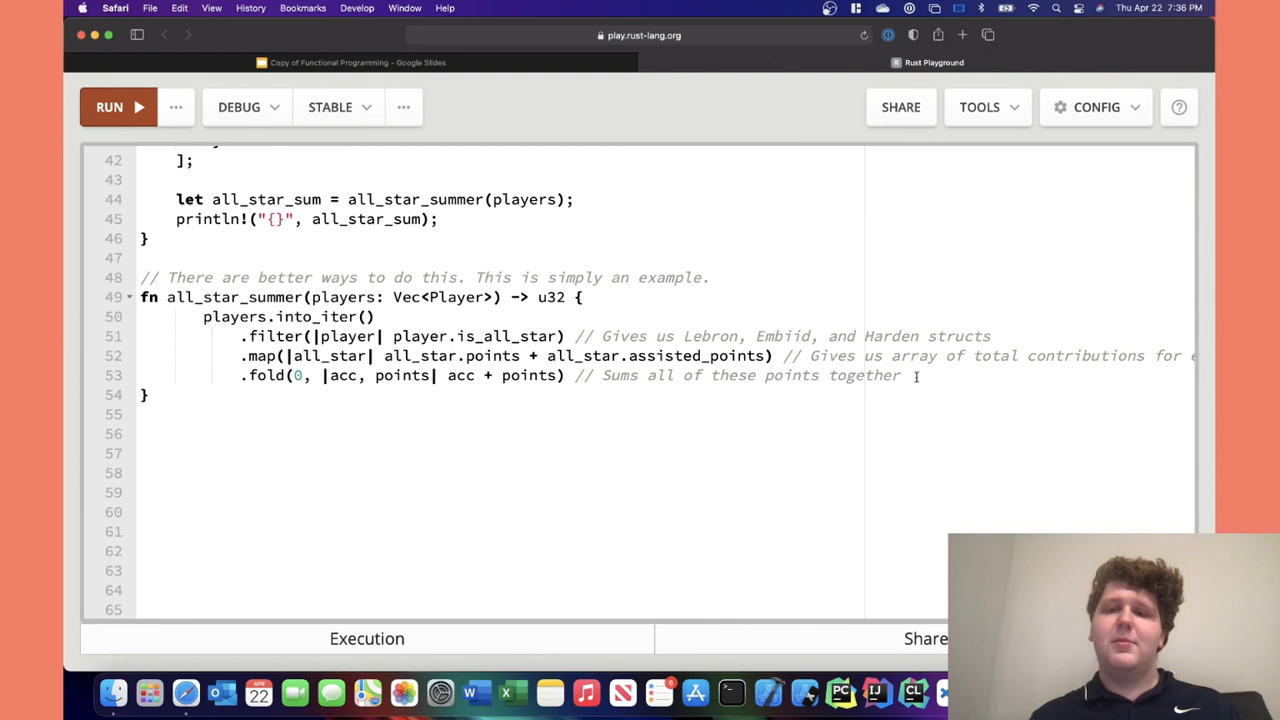 Safari File Edit View History Bookmarks Develop Window Help Thu Apr 22 7:36 PM
play.rust-lang.org
Copy of Functional Programming - Google Slides R Rust Playground
RUN ... DEBUG STABLE ... SHARE TOOLS CONFIG ?
42 ];
43
44 let all_star_sum = all_star_summer(players);
45 println!("{}", all_star_sum);
46 }
47
48 // There are better ways to do this. This is simply an example.
49 fn all_star_summer(players: Vec<Player>) -> u32 {
50 players.into_iter()
51 .filter(|player| player.is_all_star) // Gives us Lebron, Embiid, and Harden structs
52 .map(|all_star| all_star.points + all_star.assisted_points) // Gives us array of total contributions for
53 .fold(0, |acc, points| acc + points) // Sums all of these points together
54 }
55
56
57
58
59
60
61
62
63
64
65
Execution Share
APR
22 6 PC IJ CL